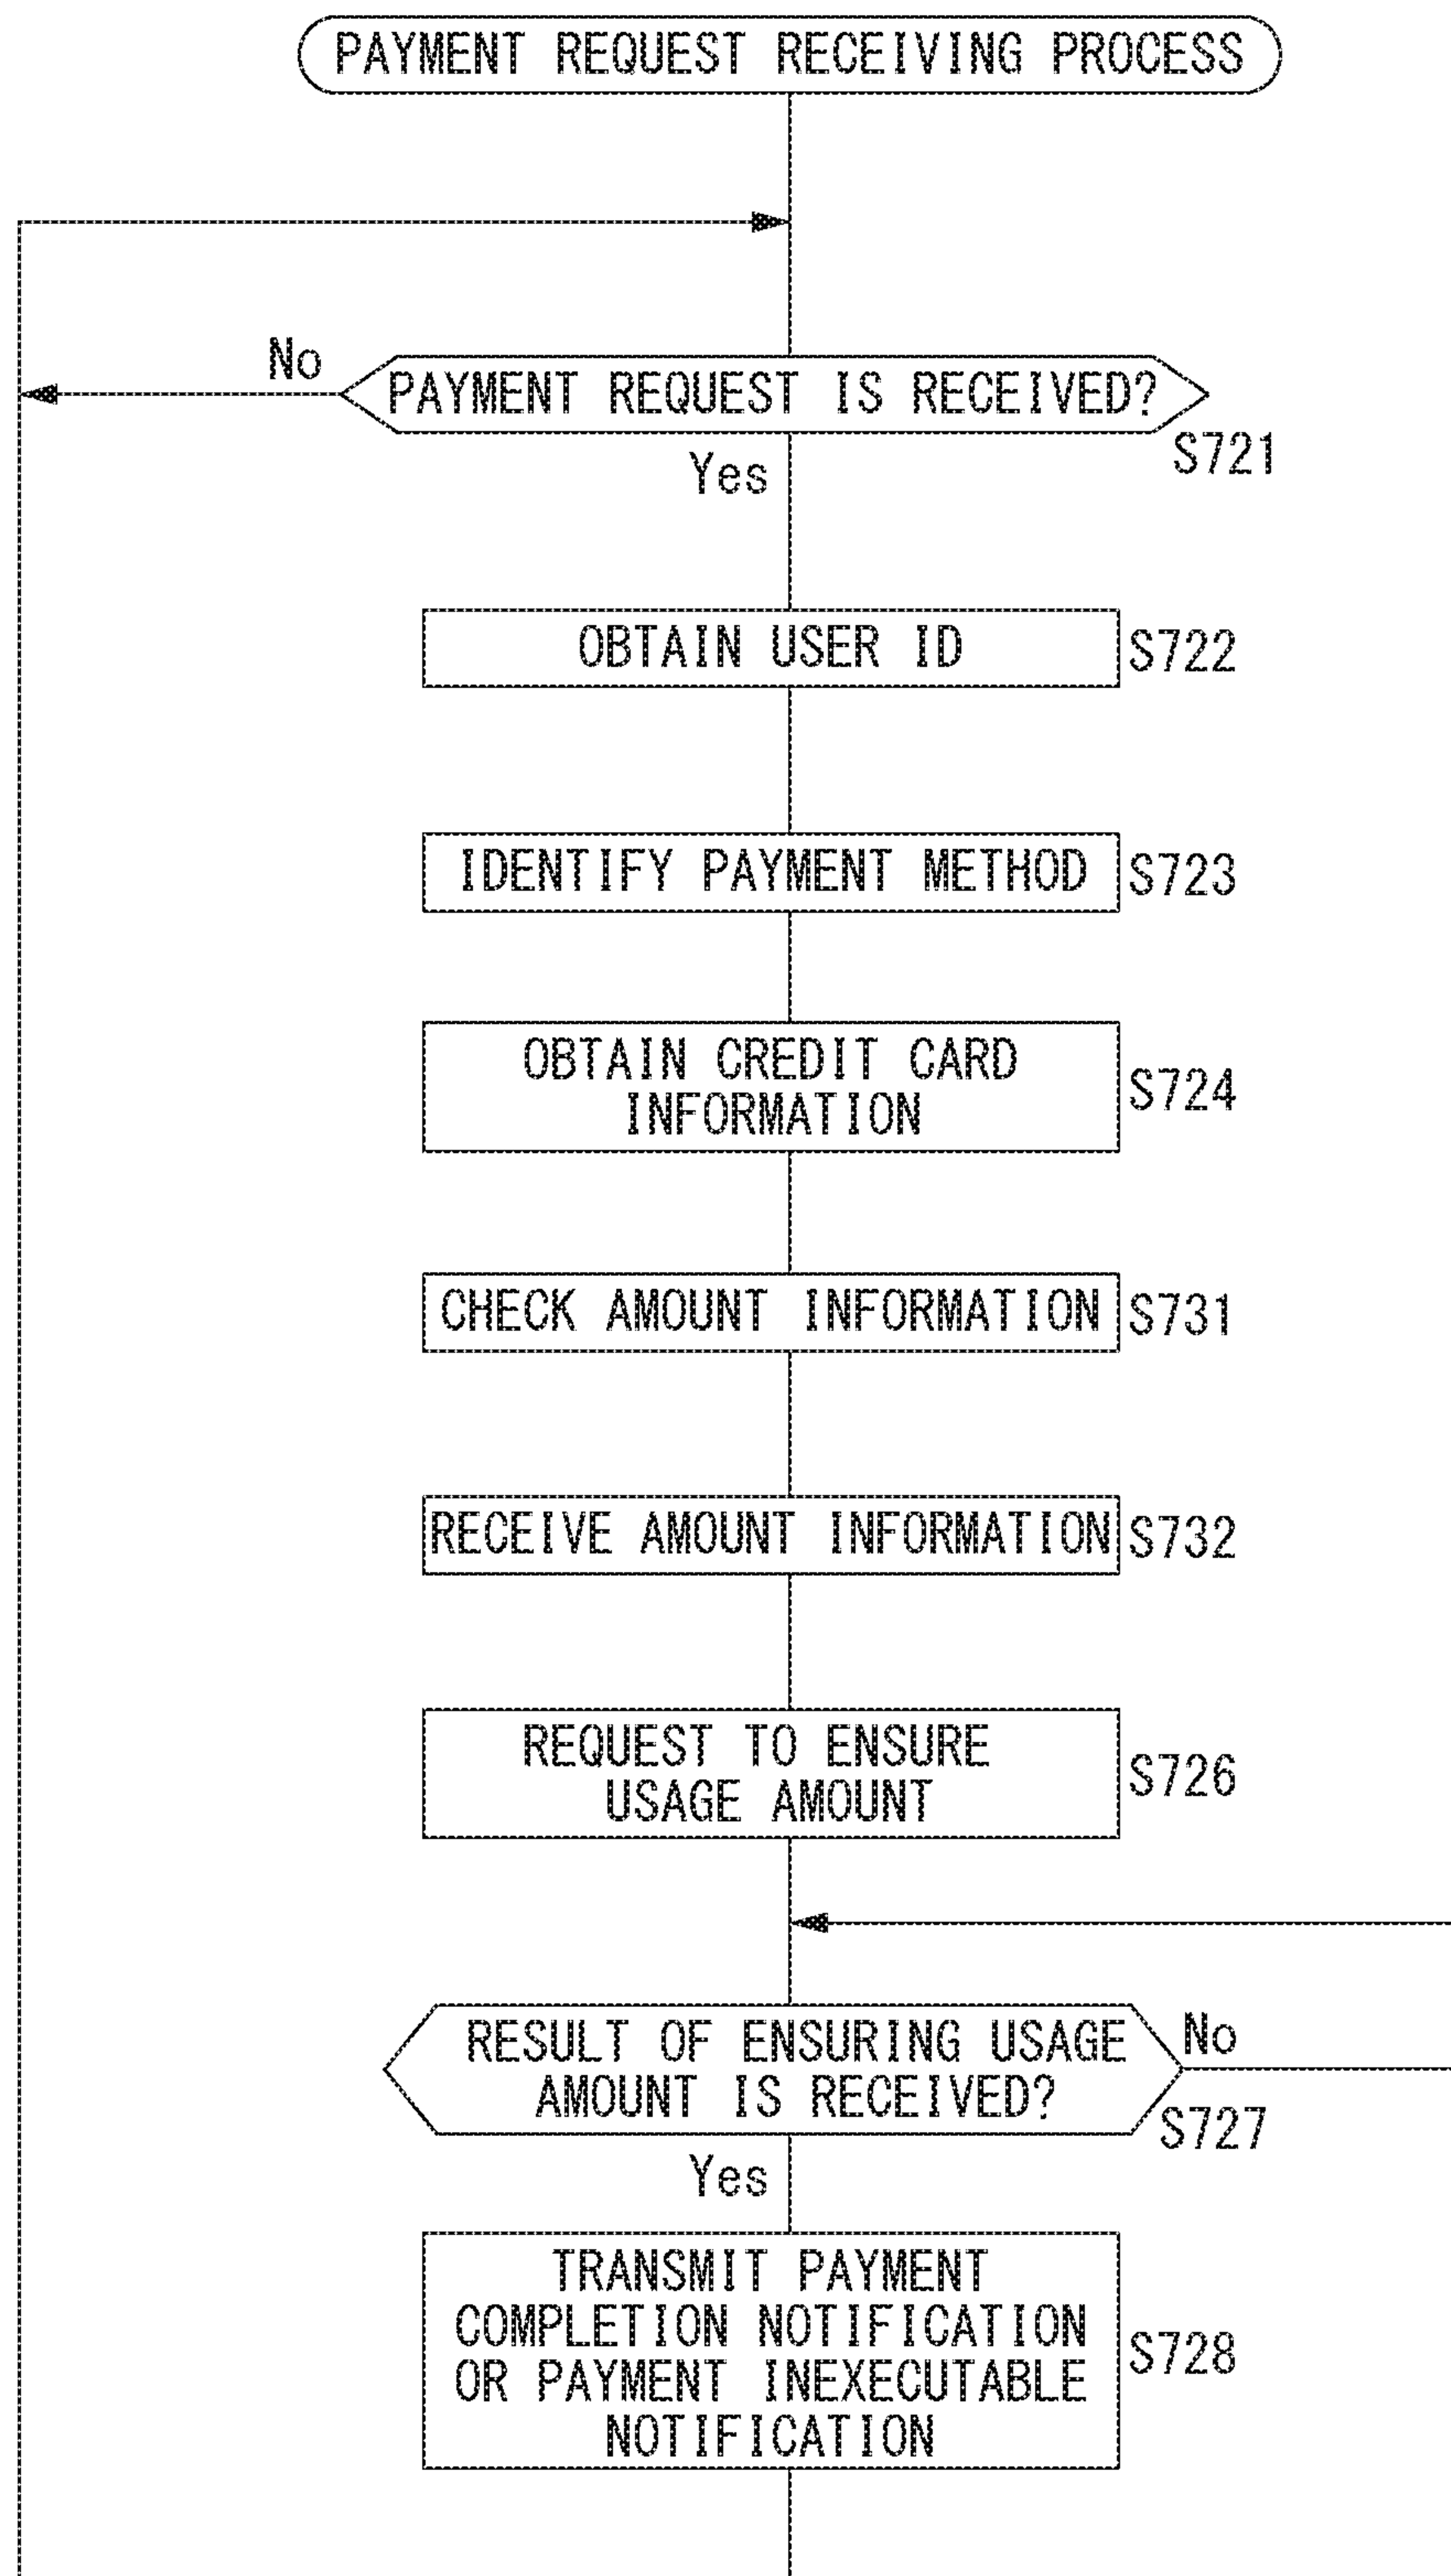 PAYMENT REQUEST RECEIVING PROCESS
No
PAYMENT REQUEST IS RECEIVED?
S721
Yes
OBTAIN USER ID
S722
IDENTIFY PAYMENT METHOD
S723
OBTAIN CREDIT CARD
INFORMATION
S724
CHECK AMOUNT INFORMATION
S731
RECEIVE AMOUNT INFORMATION
S732
REQUEST TO ENSURE
USAGE AMOUNT
S726
RESULT OF ENSURING USAGE
AMOUNT IS RECEIVED?
No
S727
Yes
TRANSMIT PAYMENT
COMPLETION NOTIFICATION
OR PAYMENT INEXECUTABLE
NOTIFICATION
S728